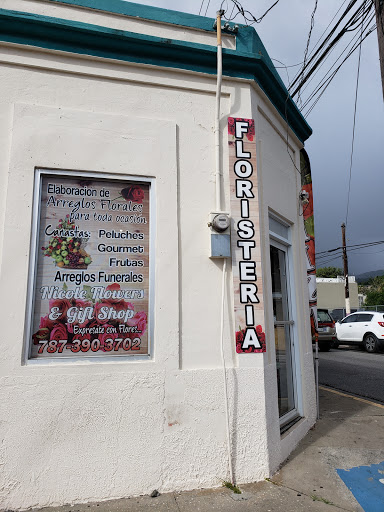 Elaboración de
Arreglos Florales
para toda ocasión
Canastas: Peluches
Gourmet
Frutas
Arreglos Funerales
Nicole Flowers
& Gift Shop
Expresate con Flores...
787-390-3702
FLORISTERIA